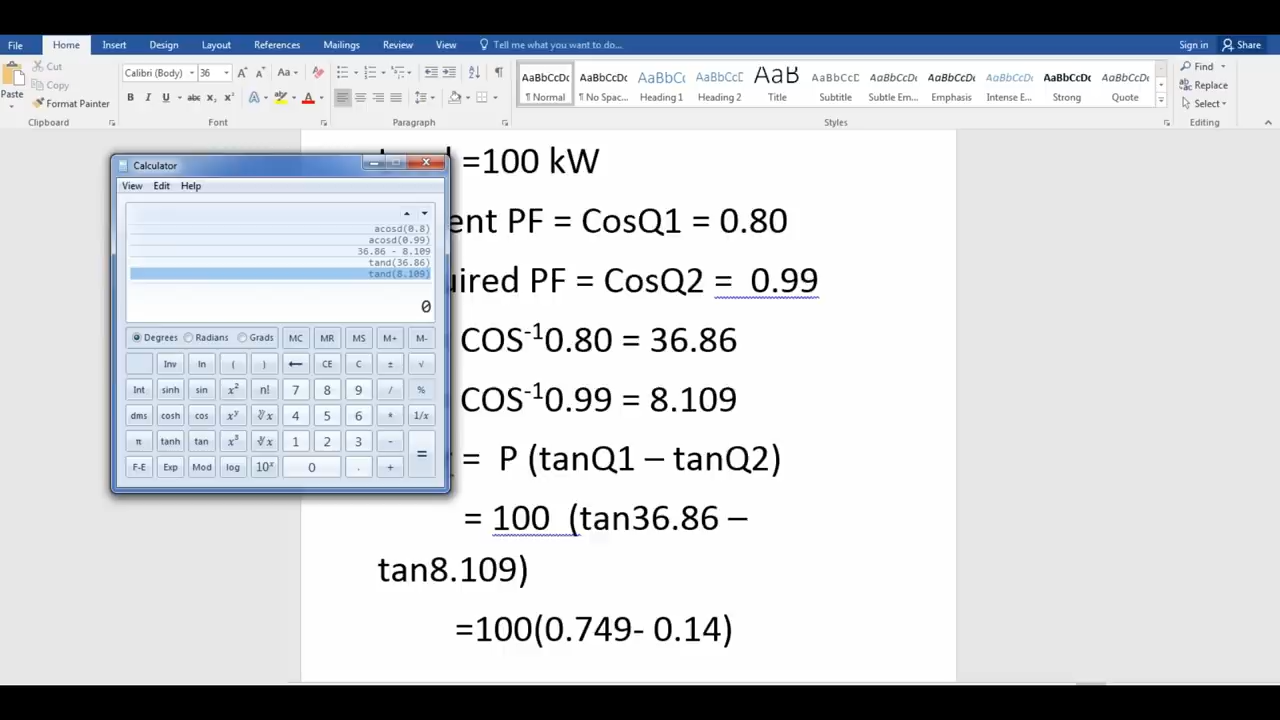 File Home Insert Design Layout References Mailings Review View Tell me what you want to do... Sign in Share
Cut
Copy
Format Painter
Paste
Clipboard
Calibri (Body) 36
Font
Paragraph
AaBbCcDc AaBbCcDc AaBbCc AaBbCc AaB AaBbCcD AaBbCcDc AaBbCcDc AaBbCcDc AaBbCcDc AaBbCcDc
¶ Normal ¶ No Spac... Heading 1 Heading 2 Title Subtitle Subtle Em... Emphasis Intense E... Strong Quote
Styles
Find
Replace
Select
Editing
Calculator
View Edit Help
acosd(0.8)
acosd(0.99)
36.86 - 8.109
tand(36.86)
tand(8.109)
0
Degrees Radians Grads MC MR MS M+ M-
Inv ln ( ) ← CE C ± √
Int sinh sin x² n! 7 8 9 / %
dms cosh cos xʸ ʸ√x 4 5 6 * 1/x
π tanh tan x³ ³√x 1 2 3 - =
F-E Exp Mod log 10ˣ 0 . +
=100 kW
ent PF = CosQ1 = 0.80
uired PF = CosQ2 = 0.99
COS⁻¹0.80 = 36.86
COS⁻¹0.99 = 8.109
= P (tanQ1 – tanQ2)
= 100 (tan36.86 –
tan8.109)
=100(0.749- 0.14)